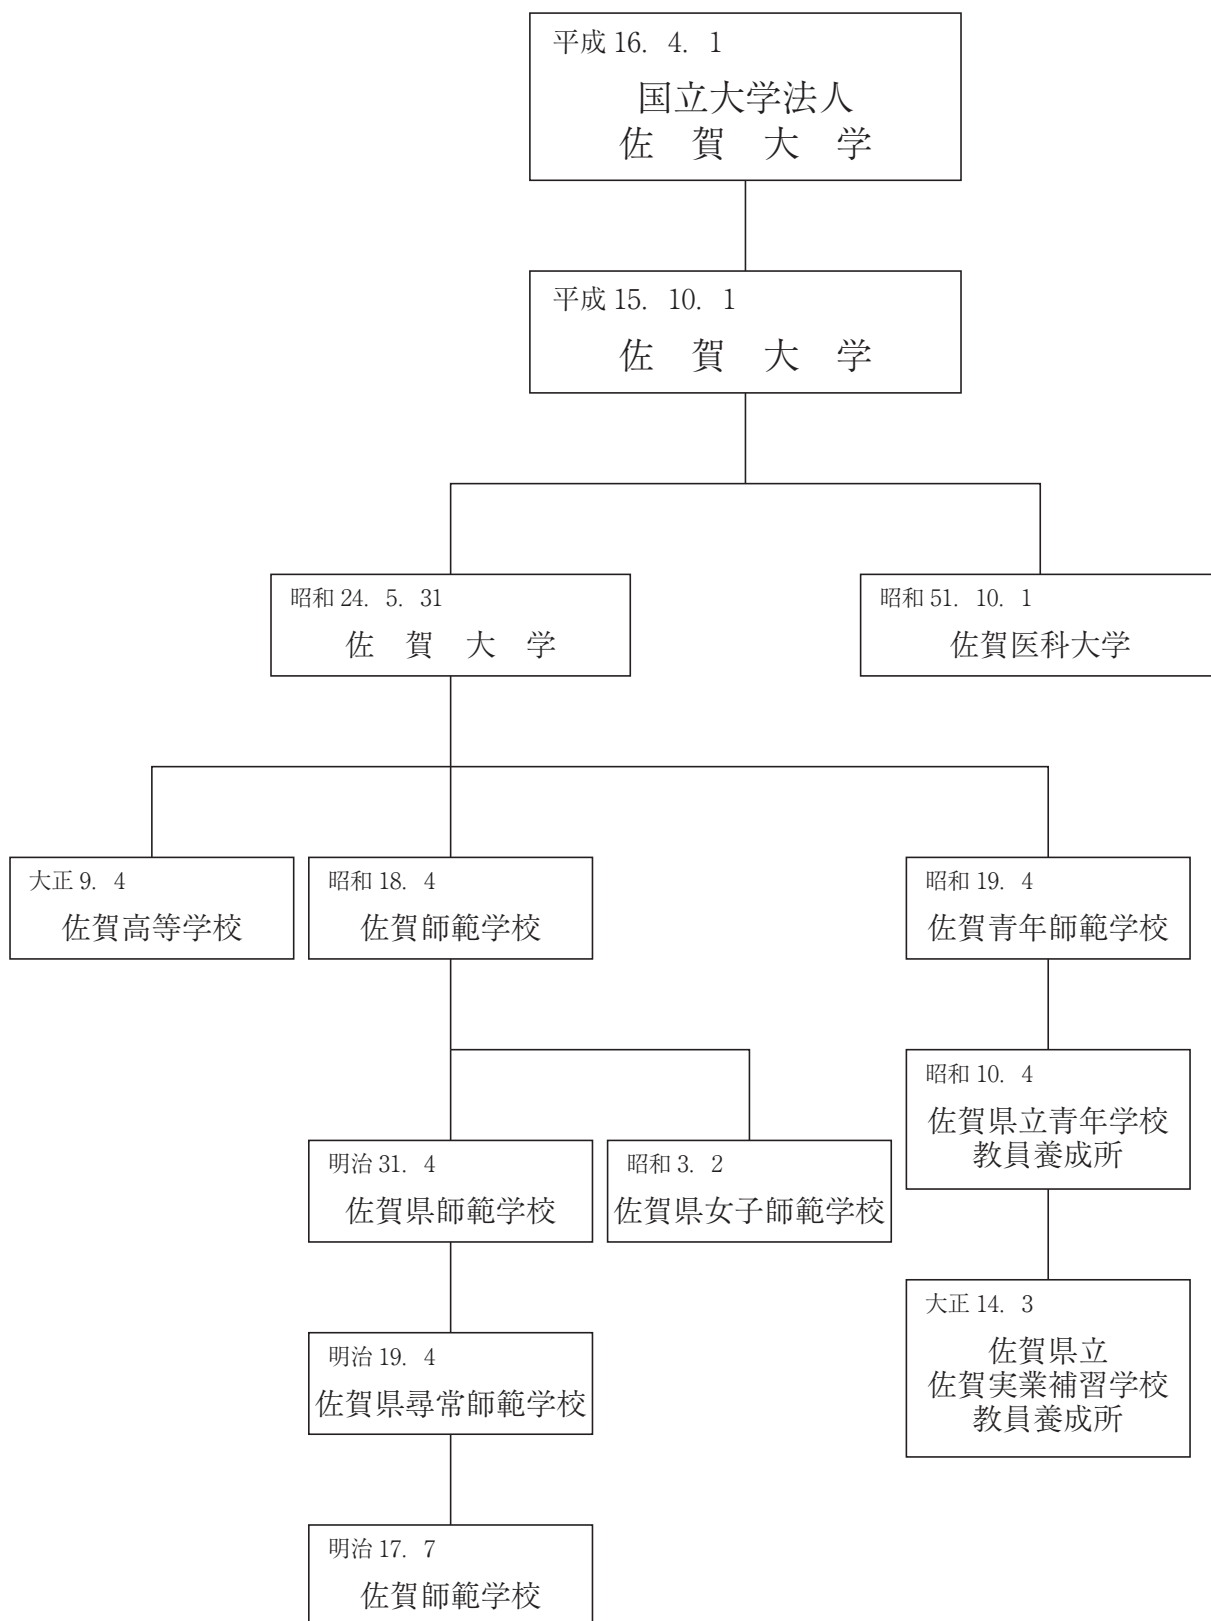 平成 16. 4. 1
国立大学法人
佐 賀 大 学
平成 15. 10. 1
佐 賀 大 学
昭和 24. 5. 31
佐 賀 大 学
昭和 51. 10. 1
佐賀医科大学
大正 9. 4
佐賀高等学校
昭和 18. 4
佐賀師範学校
昭和 19. 4
佐賀青年師範学校
昭和 10. 4
佐賀県立青年学校
教員養成所
明治 31. 4
佐賀県師範学校
昭和 3. 2
佐賀県女子師範学校
大正 14. 3
佐賀県立
佐賀実業補習学校
教員養成所
明治 19. 4
佐賀県尋常師範学校
明治 17. 7
佐賀師範学校